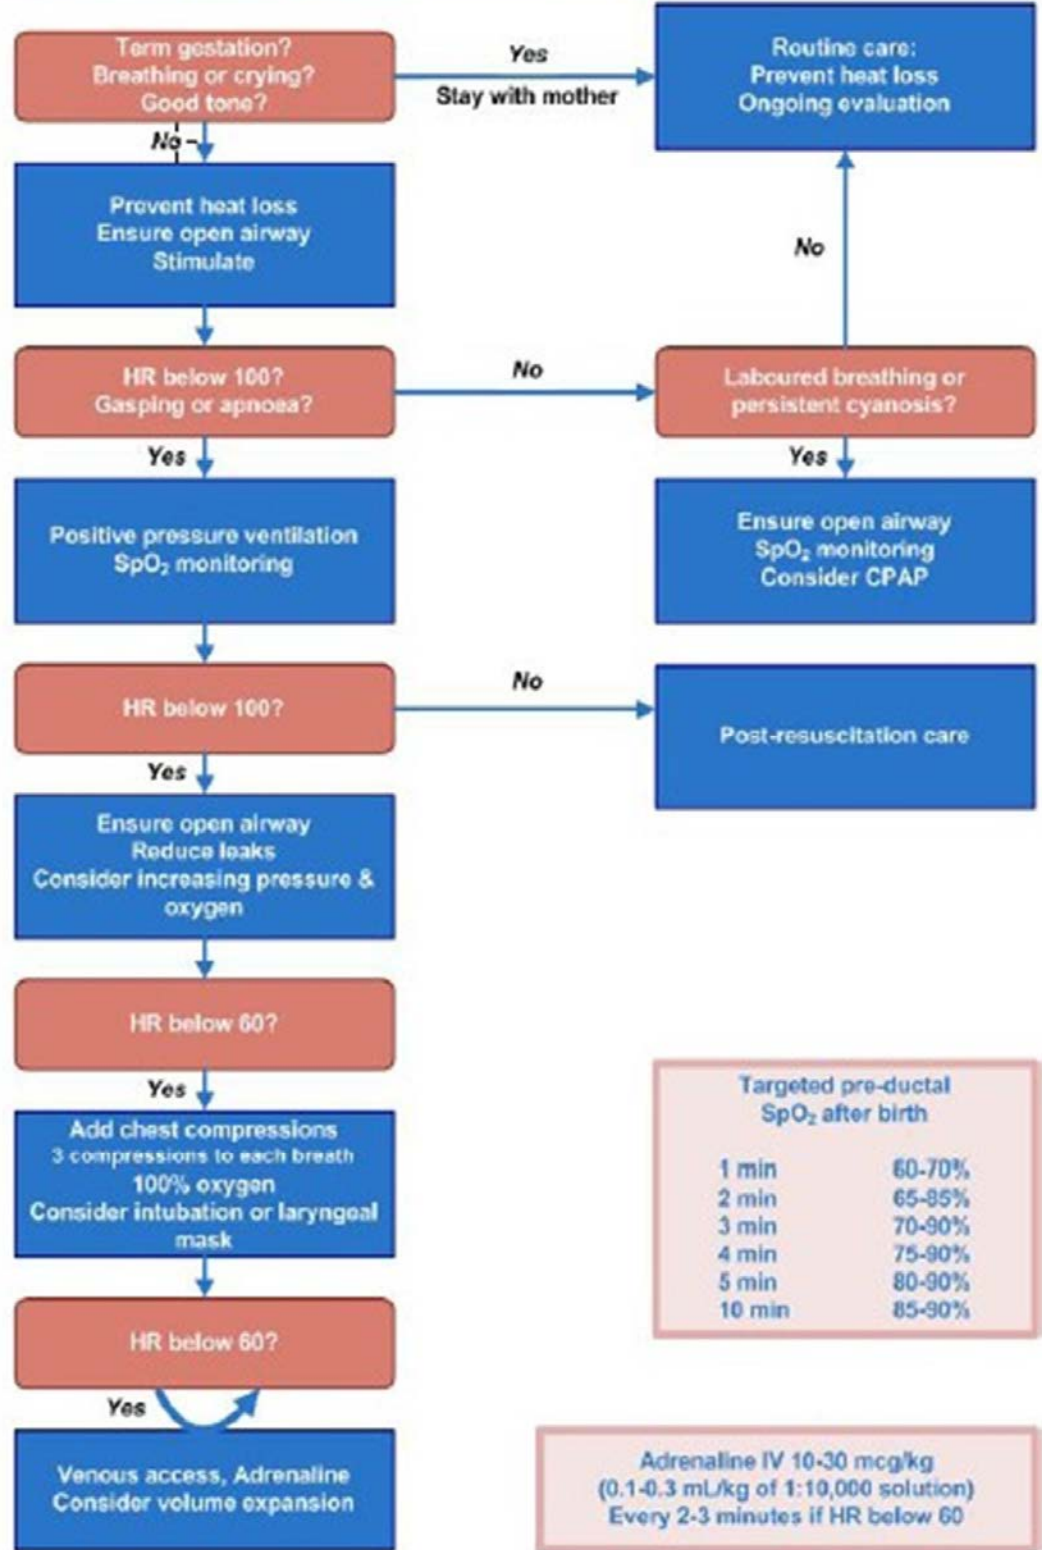 Term gestation?
Breathing or crying?
Good tone?
Yes
Stay with mother
Routine care:
Prevent heat loss
Ongoing evaluation
No
Prevent heat loss
Ensure open airway
Stimulate
No
HR below 100?
Gasping or apnoea?
No
Laboured breathing or
persistent cyanosis?
Yes
Yes
Positive pressure ventilation
SpO₂ monitoring
Ensure open airway
SpO₂ monitoring
Consider CPAP
HR below 100?
No
Post-resuscitation care
Yes
Ensure open airway
Reduce leaks
Consider increasing pressure &
oxygen
HR below 60?
Yes
Add chest compressions
3 compressions to each breath
100% oxygen
Consider intubation or laryngeal
mask
Targeted pre-ductal
SpO₂ after birth
1 min 60-70%
2 min 65-85%
3 min 70-90%
4 min 75-90%
5 min 80-90%
10 min 85-90%
HR below 60?
Yes
Venous access, Adrenaline
Consider volume expansion
Adrenaline IV 10-30 mcg/kg
(0.1-0.3 mL/kg of 1:10,000 solution)
Every 2-3 minutes if HR below 60